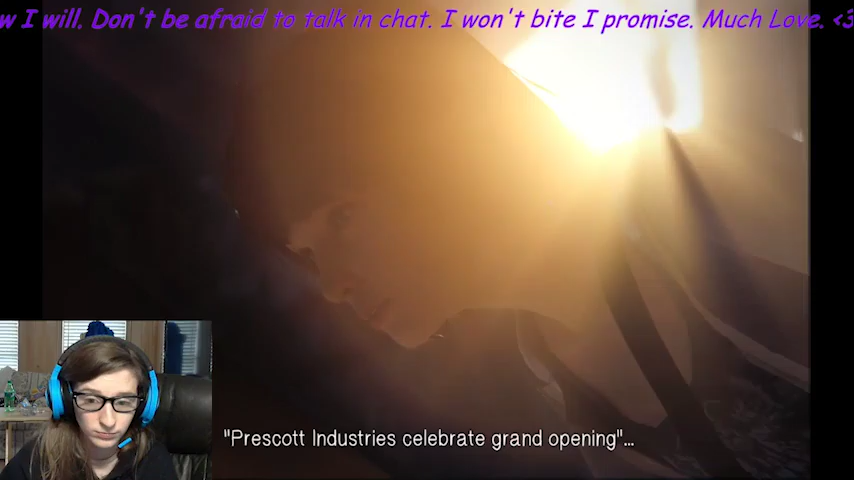 w I will. Don't be afraid to talk in chat. I won't bite I promise. Much Love. <3
"Prescott Industries celebrate grand opening"...